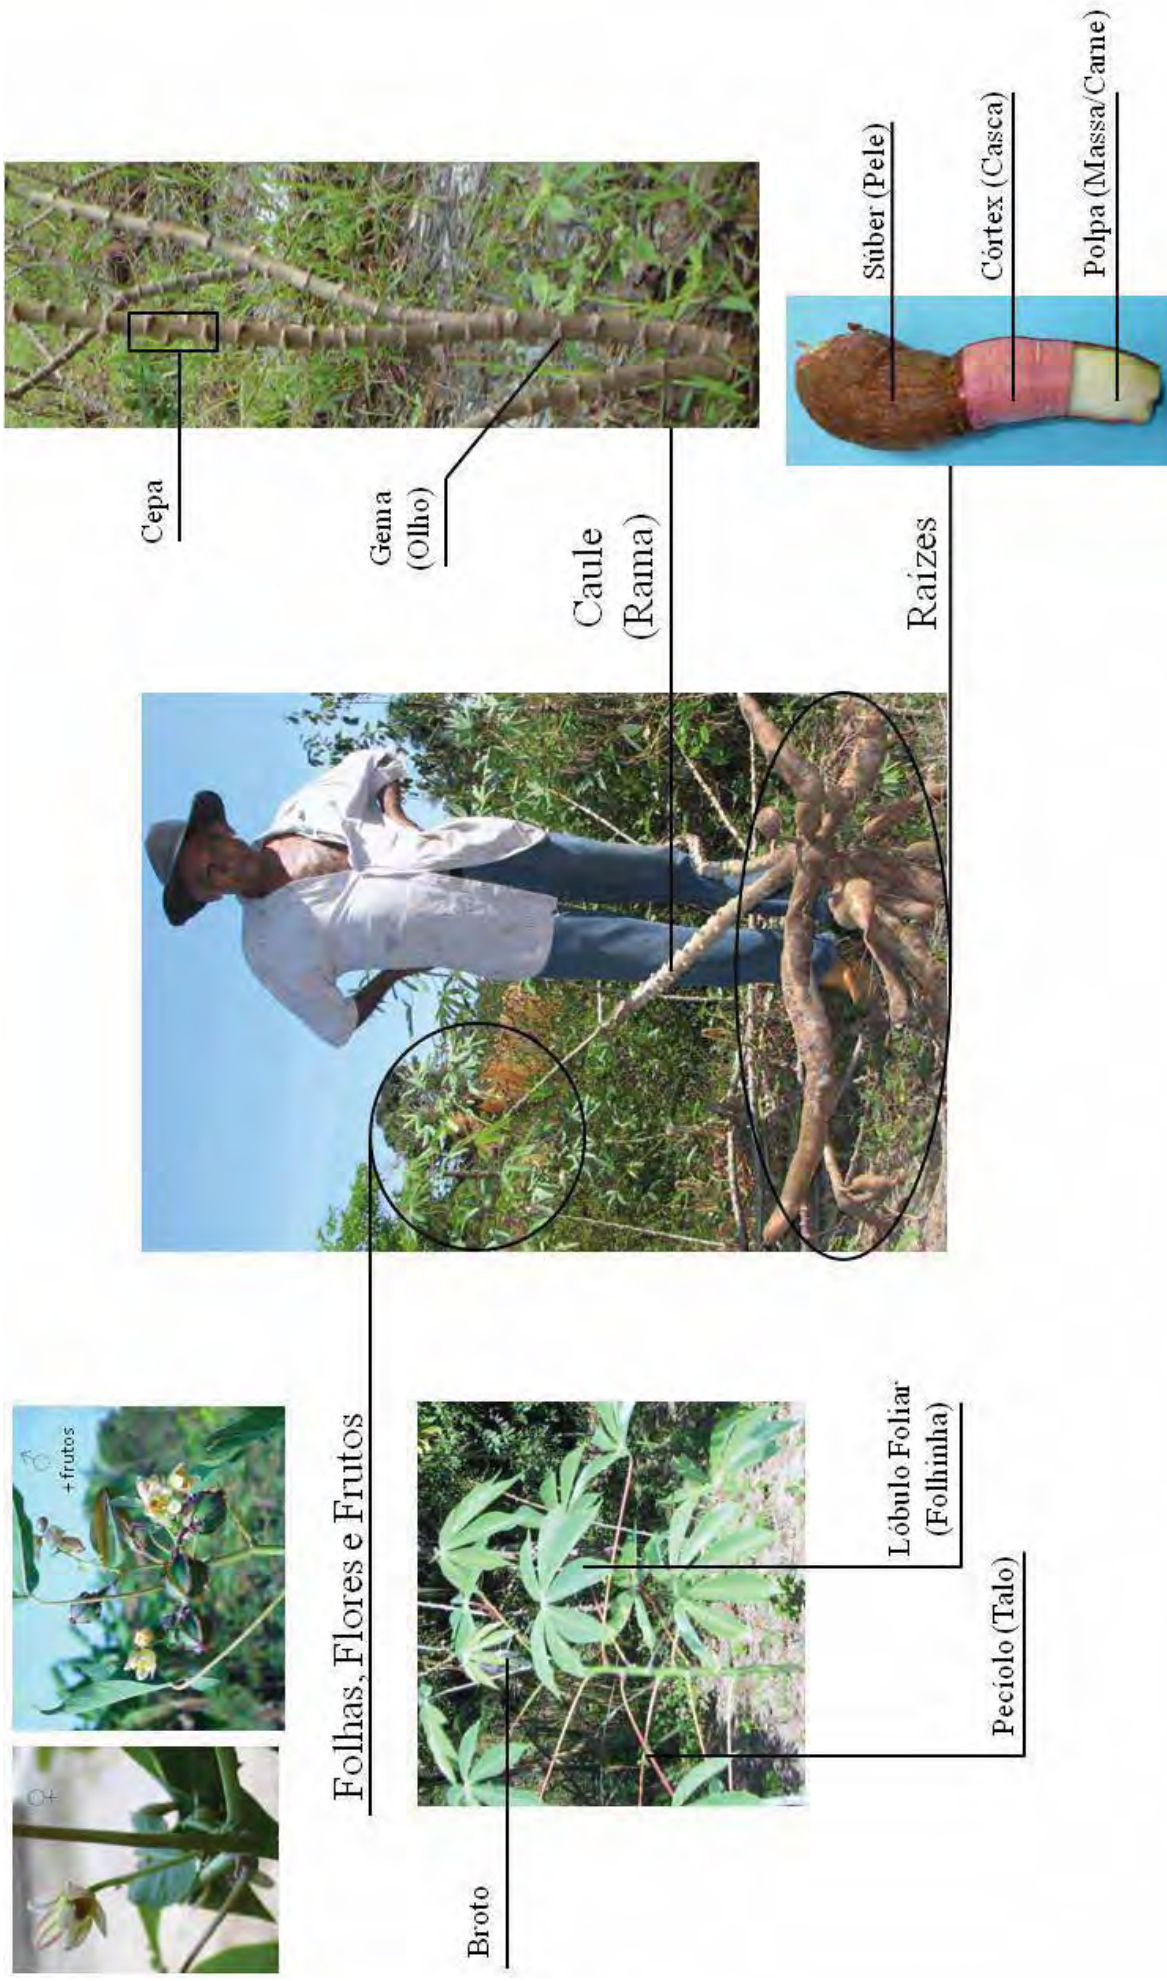 ♀
♂
+frutos
Folhas, Flores e Frutos
Broto
Lóbulo Foliar
(Folhinha)
Pecíolo (Talo)
Cepa
Gema
(Olho)
Caule
(Rama)
Raízes
Súber (Pele)
Córtex (Casca)
Polpa (Massa/Carne)